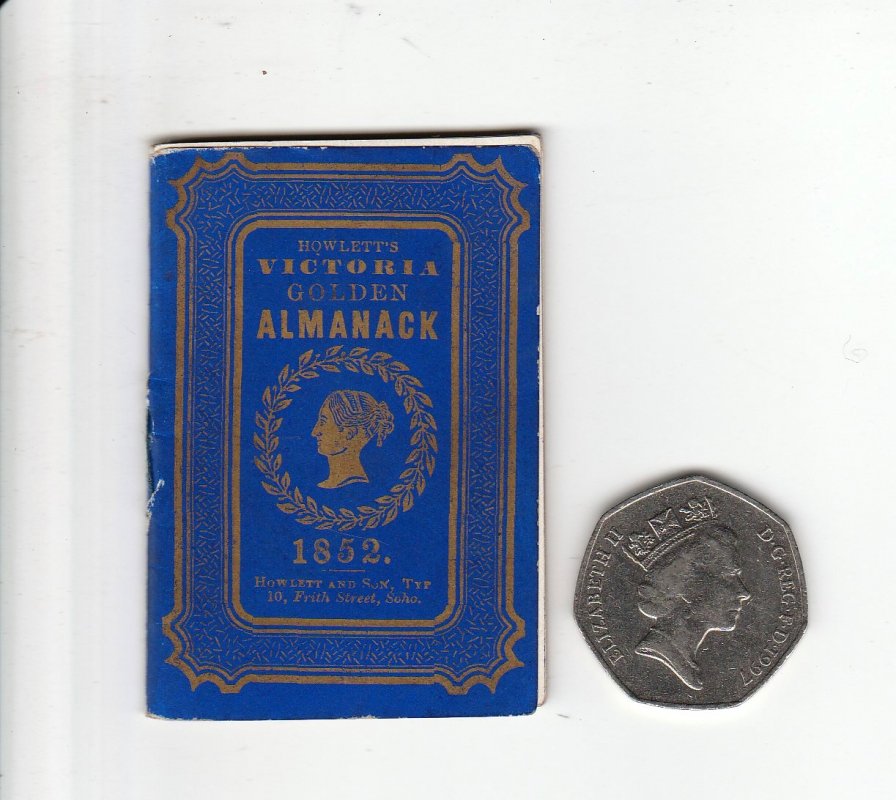 HOWLETT'S
VICTORIA
GOLDEN
ALMANACK
1852.
HOWLETT AND SON, TYP
10, Frith Street, Soho.
ELIZABETH II D·G·REG·F·D·1997